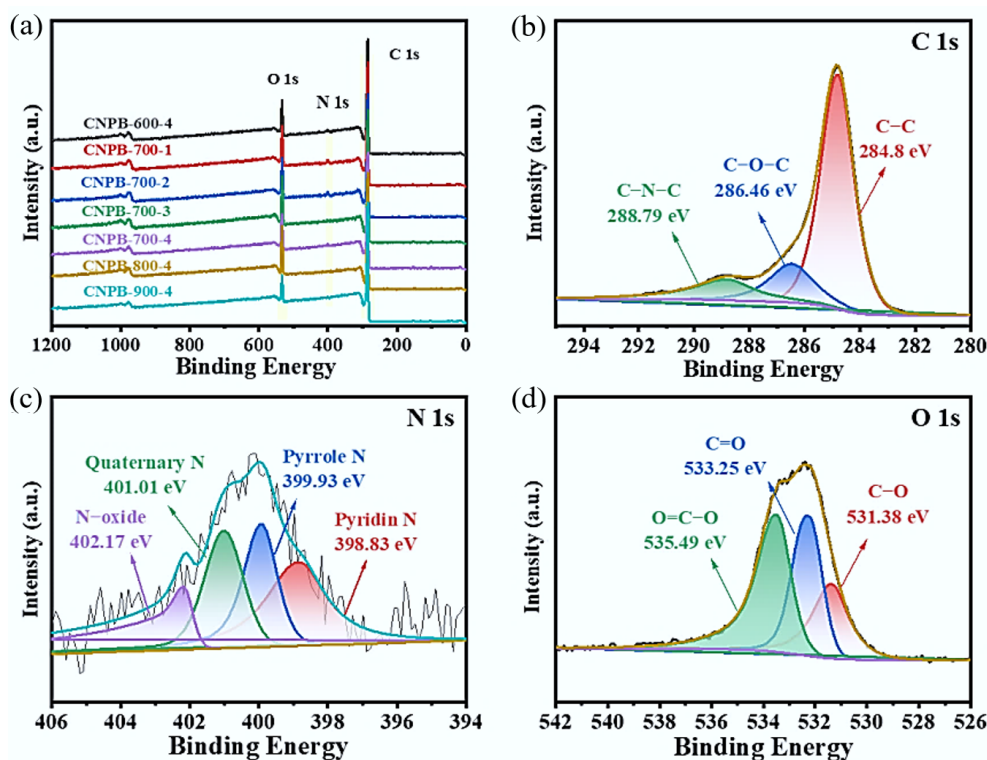 (a)
C 1s
O 1s
N 1s
CNPB-600-4
CNPB-700-1
CNPB-700-2
CNPB-700-3
CNPB-700-4
CNPB-800-4
CNPB-900-4
Intensity (a.u.)
1200 1000 800 600 400 200 0
Binding Energy
(b)
C 1s
C−C
284.8 eV
C−O−C
286.46 eV
C−N−C
288.79 eV
Intensity (a.u.)
294 292 290 288 286 284 282 280
Binding Energy
(c)
N 1s
Quaternary N
401.01 eV
Pyrrole N
399.93 eV
N−oxide
402.17 eV
Pyridin N
398.83 eV
Intensity (a.u.)
406 404 402 400 398 396 394
Binding Energy
(d)
O 1s
C=O
533.25 eV
C−O
531.38 eV
O=C−O
535.49 eV
Intensity (a.u.)
542 540 538 536 534 532 530 528 526
Binding Energy